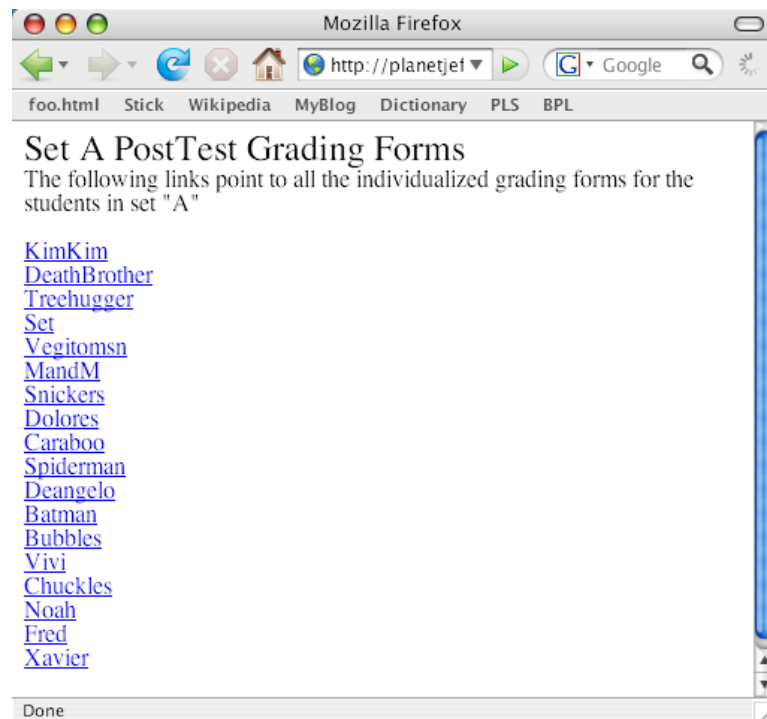 Mozilla Firefox
http://planetjef
G Google
foo.html Stick Wikipedia MyBlog Dictionary PLS BPL
Set A PostTest Grading Forms
The following links point to all the individualized grading forms for the
students in set "A"
KimKim
DeathBrother
Treehugger
Set
Vegitomsn
MandM
Snickers
Dolores
Caraboo
Spiderman
Deangelo
Batman
Bubbles
Vivi
Chuckles
Noah
Fred
Xavier
Done